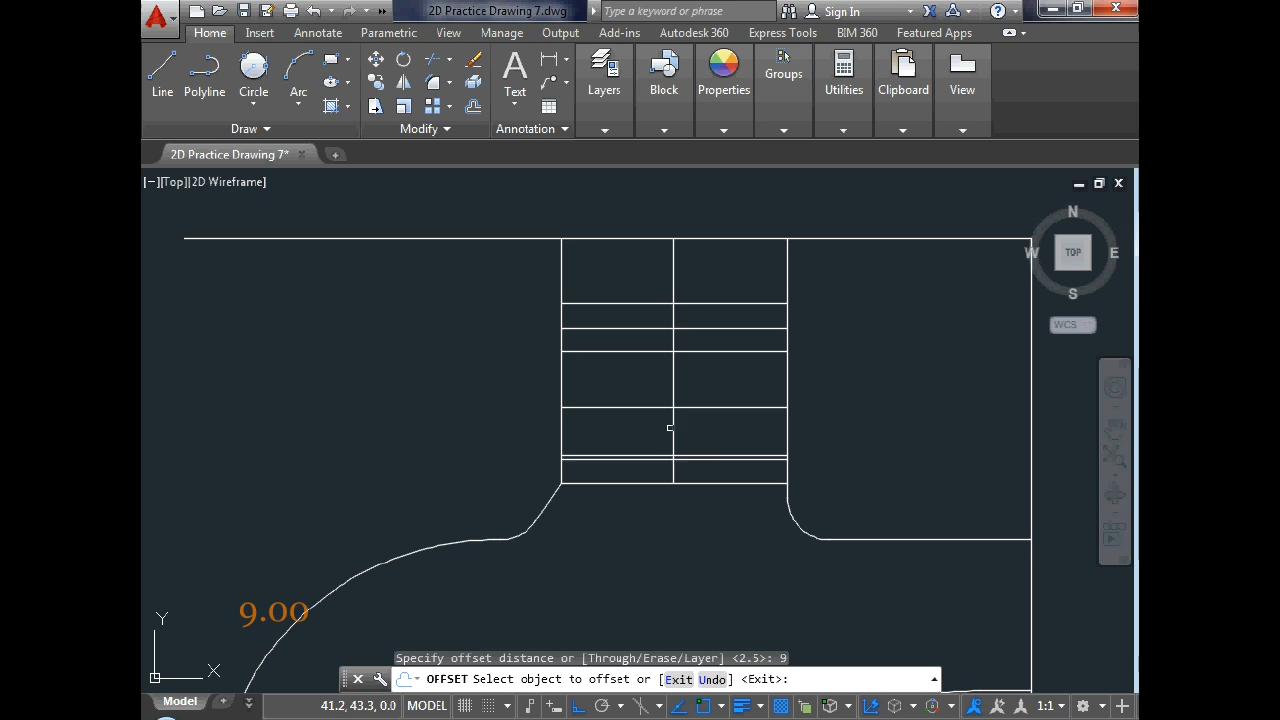 2D Practice Drawing 7.dwg
Type a keyword or phrase
Sign In
Home Insert Annotate Parametric View Manage Output Add-ins Autodesk 360 Express Tools BIM 360 Featured Apps
Line Polyline Circle Arc Text Layers Block Properties Groups Utilities Clipboard View
Draw Modify Annotation
2D Practice Drawing 7*
[−][Top][2D Wireframe]
N
W TOP E
S
WCS
9.00
Y
X
Specify offset distance or [Through/Erase/Layer] <2.5>: 9
OFFSET Select object to offset or [Exit Undo] <Exit>:
Model 41.2, 43.3, 0.0 MODEL 1:1